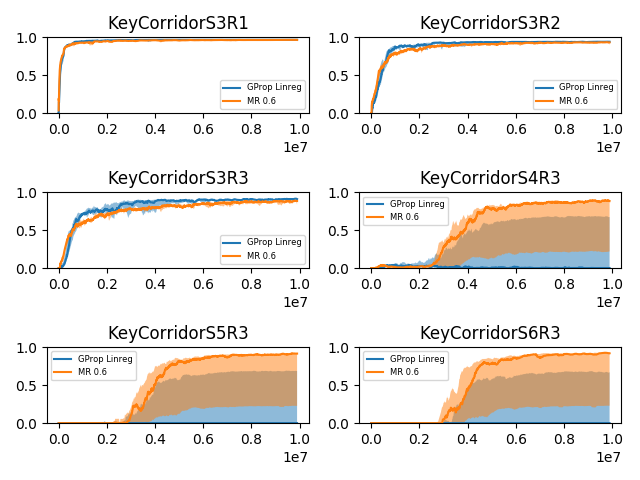 KeyCorridorS3R1
1.0
0.5
0.0
GProp Linreg
MR 0.6
0.0 0.2 0.4 0.6 0.8 1.0
1e7
KeyCorridorS3R2
1.0
0.5
0.0
GProp Linreg
MR 0.6
0.0 0.2 0.4 0.6 0.8 1.0
1e7
KeyCorridorS3R3
1.0
0.5
0.0
GProp Linreg
MR 0.6
0.0 0.2 0.4 0.6 0.8 1.0
1e7
KeyCorridorS4R3
1.0
0.5
0.0
GProp Linreg
MR 0.6
0.0 0.2 0.4 0.6 0.8 1.0
1e7
KeyCorridorS5R3
1.0
0.5
0.0
GProp Linreg
MR 0.6
0.0 0.2 0.4 0.6 0.8 1.0
1e7
KeyCorridorS6R3
1.0
0.5
0.0
GProp Linreg
MR 0.6
0.0 0.2 0.4 0.6 0.8 1.0
1e7